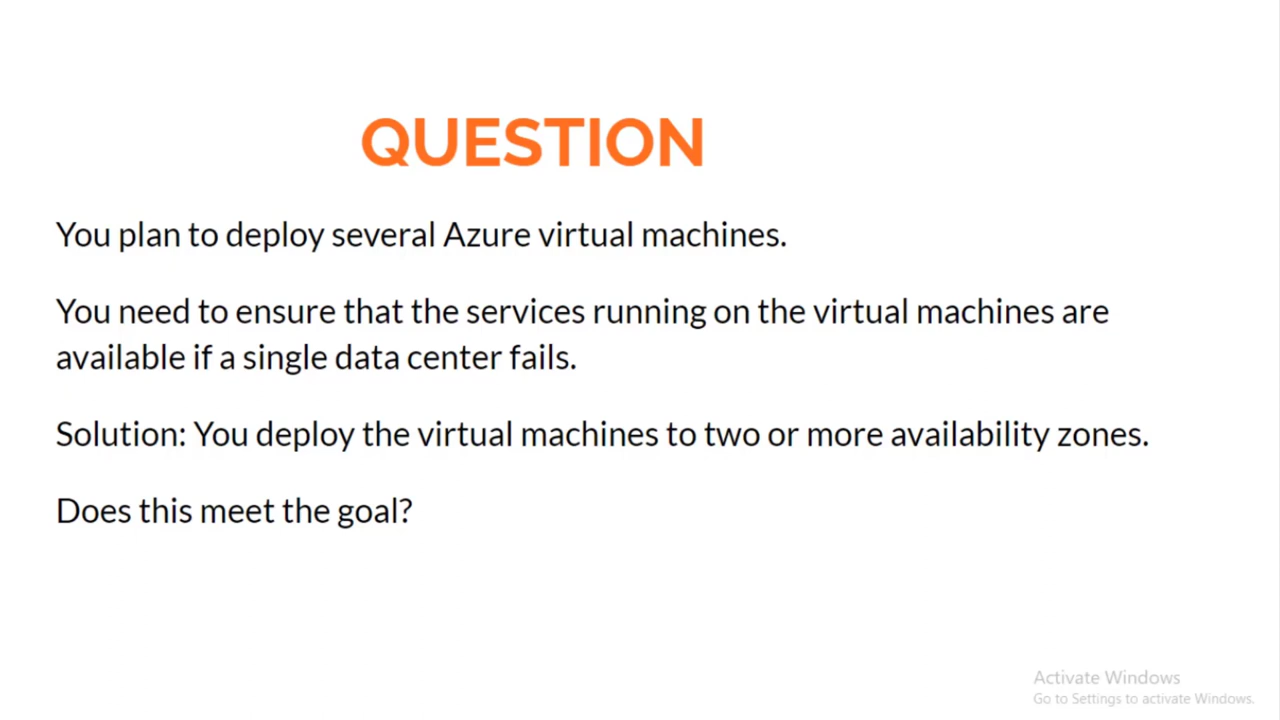 QUESTION
You plan to deploy several Azure virtual machines.
You need to ensure that the services running on the virtual machines are
available if a single data center fails.
Solution: You deploy the virtual machines to two or more availability zones.
Does this meet the goal?
Activate Windows
Go to Settings to activate Windows.